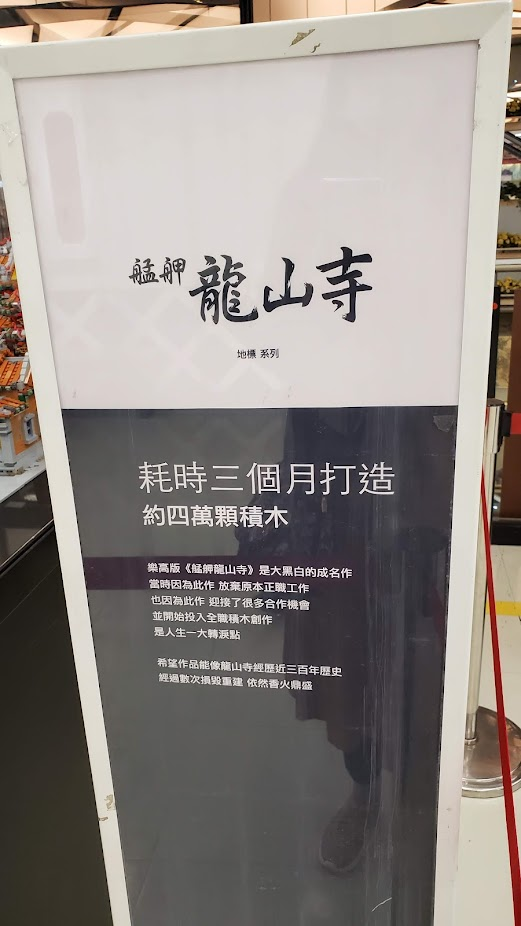 艋舺 龍山寺
地標 系列
耗時三個月打造
約四萬顆積木
樂高版《艋舺龍山寺》是大黑白的成名作
當時因為此作 放棄原本正職工作
也因為此作 迎接了很多合作機會
並開始投入全職積木創作
是人生一大轉淚點
希望作品能像龍山寺經歷近三百年歷史
經過數次損毀重建 依然香火鼎盛